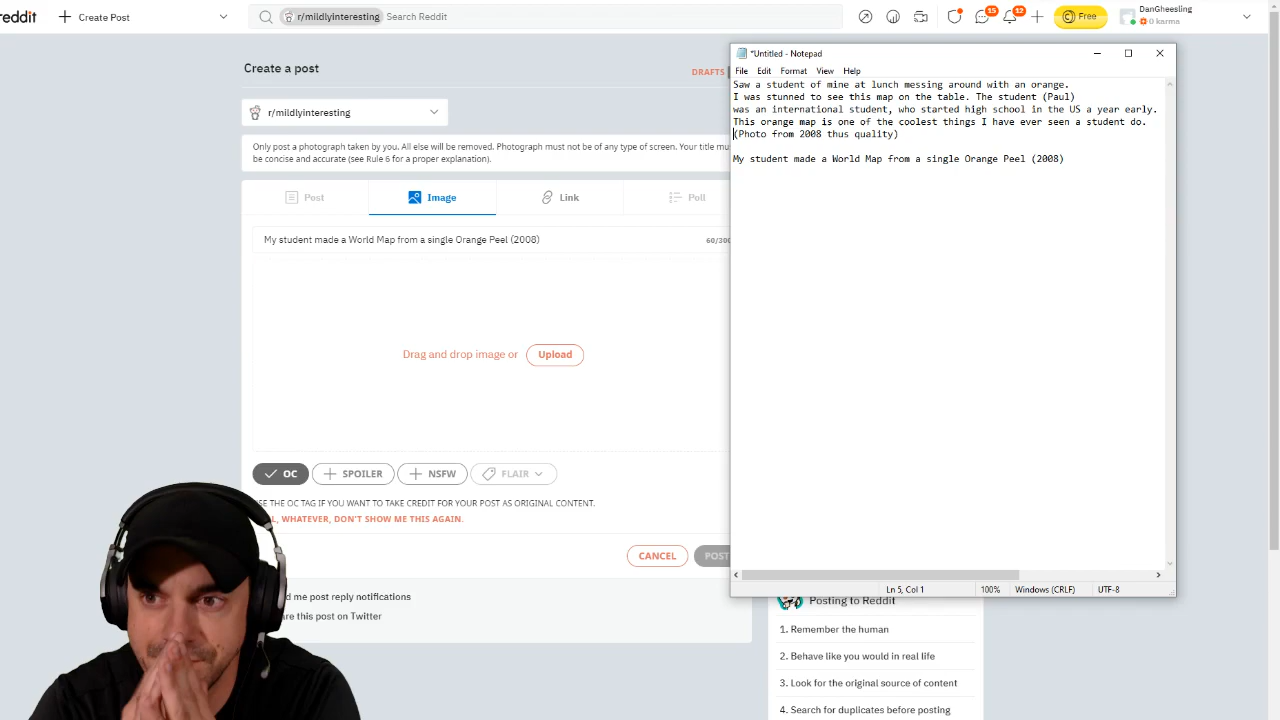 reddit
Create Post
r/mildlyinteresting
Search Reddit
15
12
Free
DanGheesling
0 karma
Create a post
DRAFTS
r/mildlyinteresting
Only post a photograph taken by you. All else will be removed. Photograph must not be of any type of screen. Your title must
be concise and accurate (see Rule 6 for a proper explanation).
Post
Image
Link
Poll
My student made a World Map from a single Orange Peel (2008)
60/300
Drag and drop image or
Upload
OC
SPOILER
NSFW
FLAIR
SE THE OC TAG IF YOU WANT TO TAKE CREDIT FOR YOUR POST AS ORIGINAL CONTENT.
L, WHATEVER, DON'T SHOW ME THIS AGAIN.
CANCEL
POST
d me post reply notifications
are this post on Twitter
*Untitled - Notepad
File Edit Format View Help
Saw a student of mine at lunch messing around with an orange.
I was stunned to see this map on the table. The student (Paul)
was an international student, who started high school in the US a year early.
This orange map is one of the coolest things I have ever seen a student do.
(Photo from 2008 thus quality)
My student made a World Map from a single Orange Peel (2008)
Ln 5, Col 1
100%
Windows (CRLF)
UTF-8
Posting to Reddit
1. Remember the human
2. Behave like you would in real life
3. Look for the original source of content
4. Search for duplicates before posting